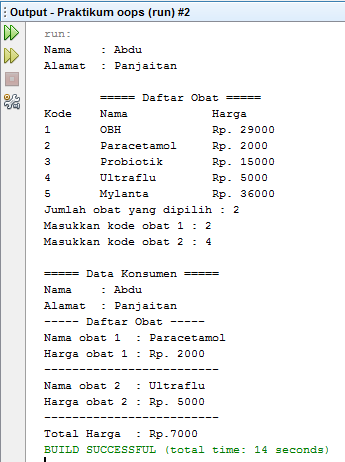 Output - Praktikum oops (run) #2
run:
Nama    : Abdu
Alamat  : Panjaitan
===== Daftar Obat =====
Kode    Nama            Harga
1       OBH             Rp. 29000
2       Paracetamol     Rp. 2000
3       Probiotik       Rp. 15000
4       Ultraflu        Rp. 5000
5       Mylanta         Rp. 36000
Jumlah obat yang dipilih : 2
Masukkan kode obat 1 : 2
Masukkan kode obat 2 : 4
===== Data Konsumen =====
Nama    : Abdu
Alamat  : Panjaitan
----- Daftar Obat -----
Nama obat 1  : Paracetamol
Harga obat 1 : Rp. 2000
-------------------------
Nama obat 2  : Ultraflu
Harga obat 2 : Rp. 5000
-------------------------
Total Harga  : Rp.7000
BUILD SUCCESSFUL (total time: 14 seconds)